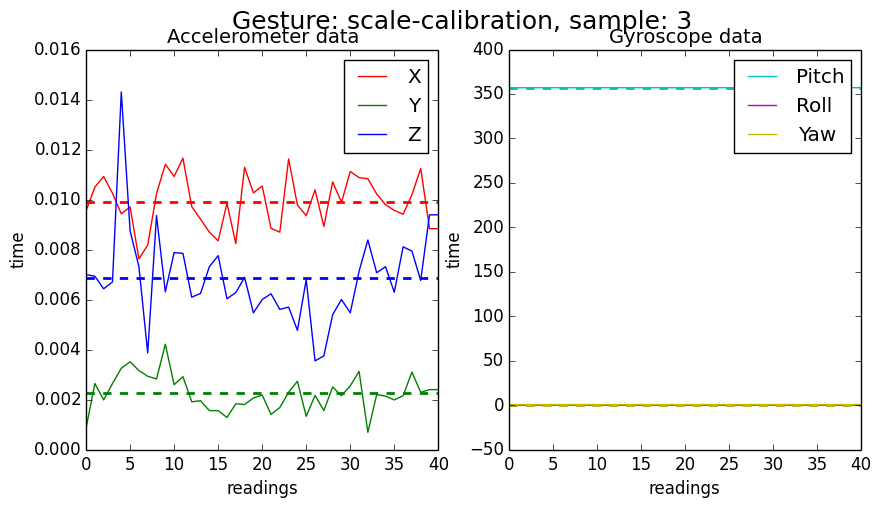 Gesture: scale-calibration, sample: 3
Accelerometer data
0.016
0.014
0.012
0.010
0.008
0.006
0.004
0.002
0.000
time
0
5
10
15
20
25
30
35
40
readings
X
Y
Z
Gyroscope data
400
350
300
250
200
150
100
50
0
−50
time
0
5
10
15
20
25
30
35
40
readings
Pitch
Roll
Yaw